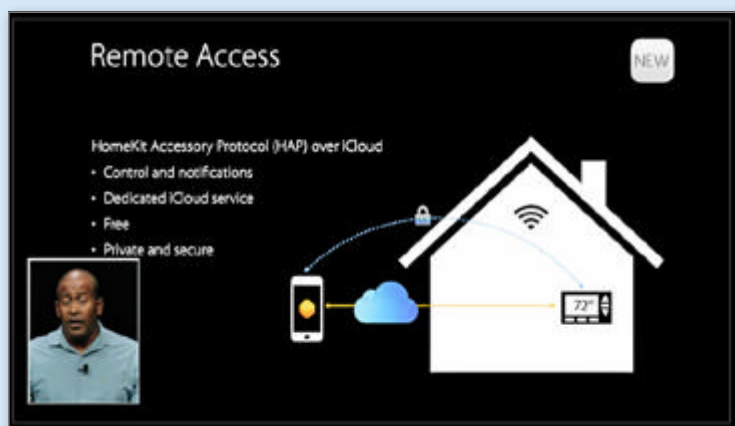 Remote Access
NEW
HomeKit Accessory Protocol (HAP) over iCloud
• Control and notifications
• Dedicated iCloud service
• Free
• Private and secure
72°